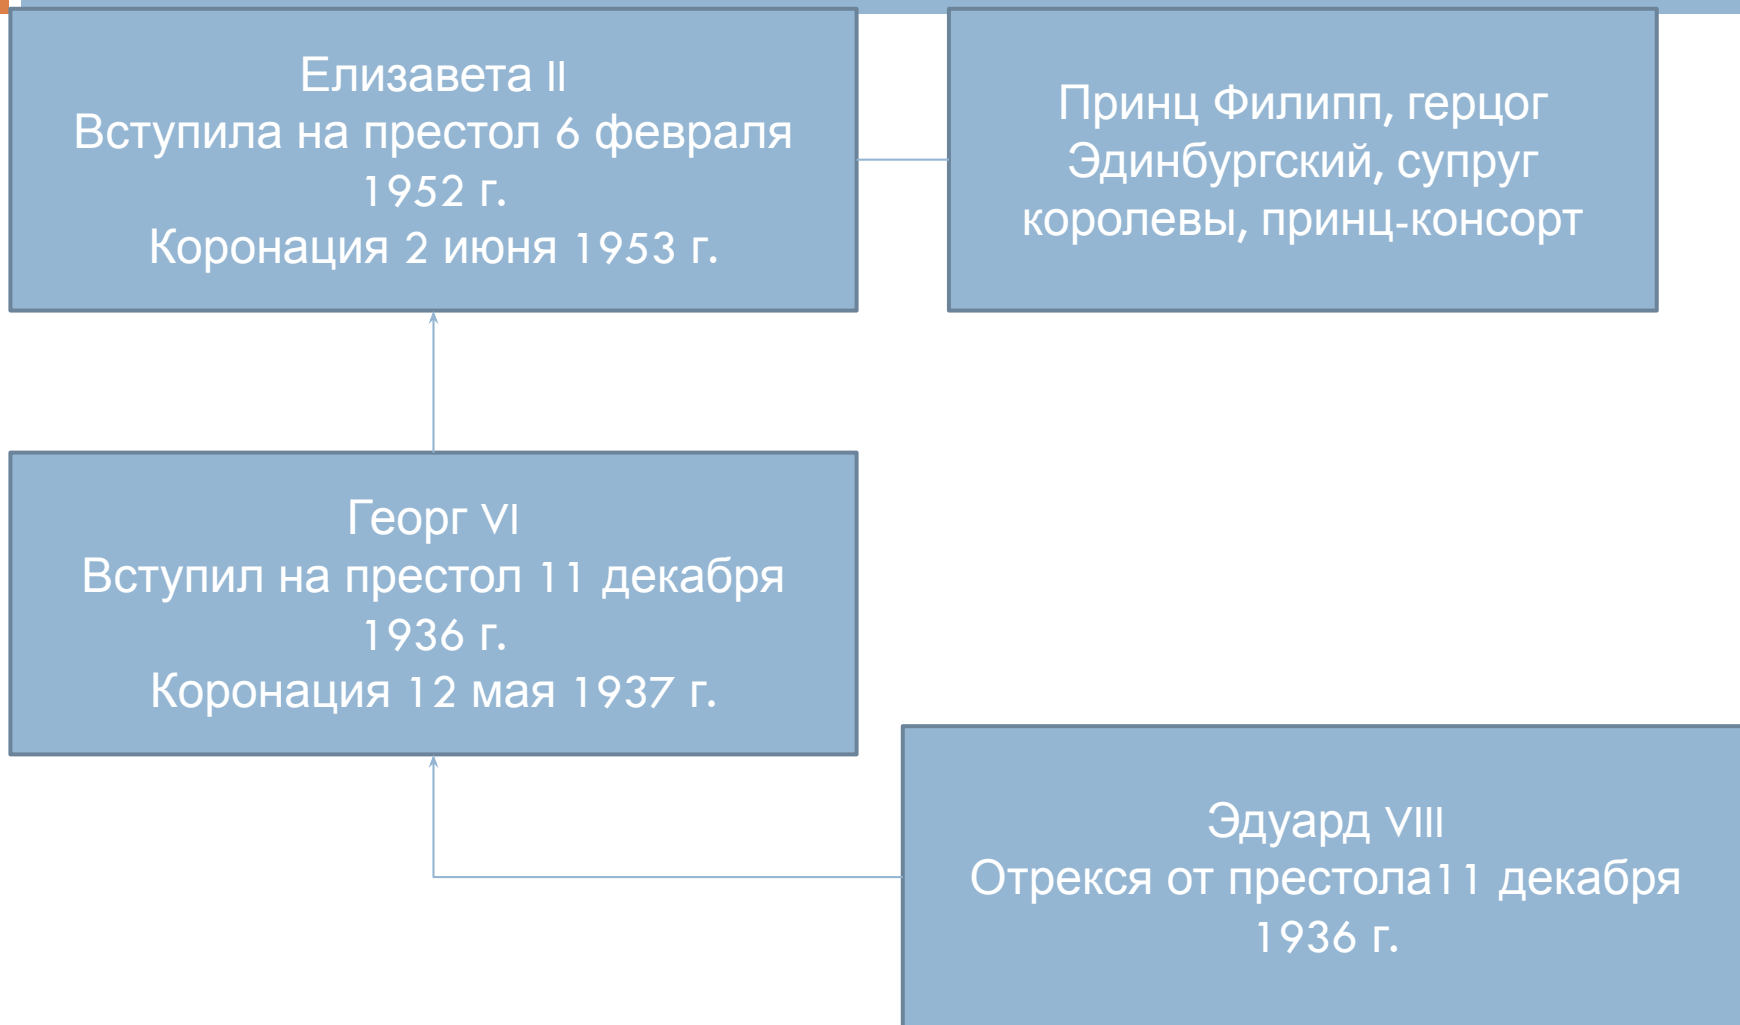 Елизавета II
Вступила на престол 6 февраля
1952 г.
Коронация 2 июня 1953 г.
Принц Филипп, герцог
Эдинбургский, супруг
королевы, принц-консорт
Георг VI
Вступил на престол 11 декабря
1936 г.
Коронация 12 мая 1937 г.
Эдуард VIII
Отрекся от престола11 декабря
1936 г.